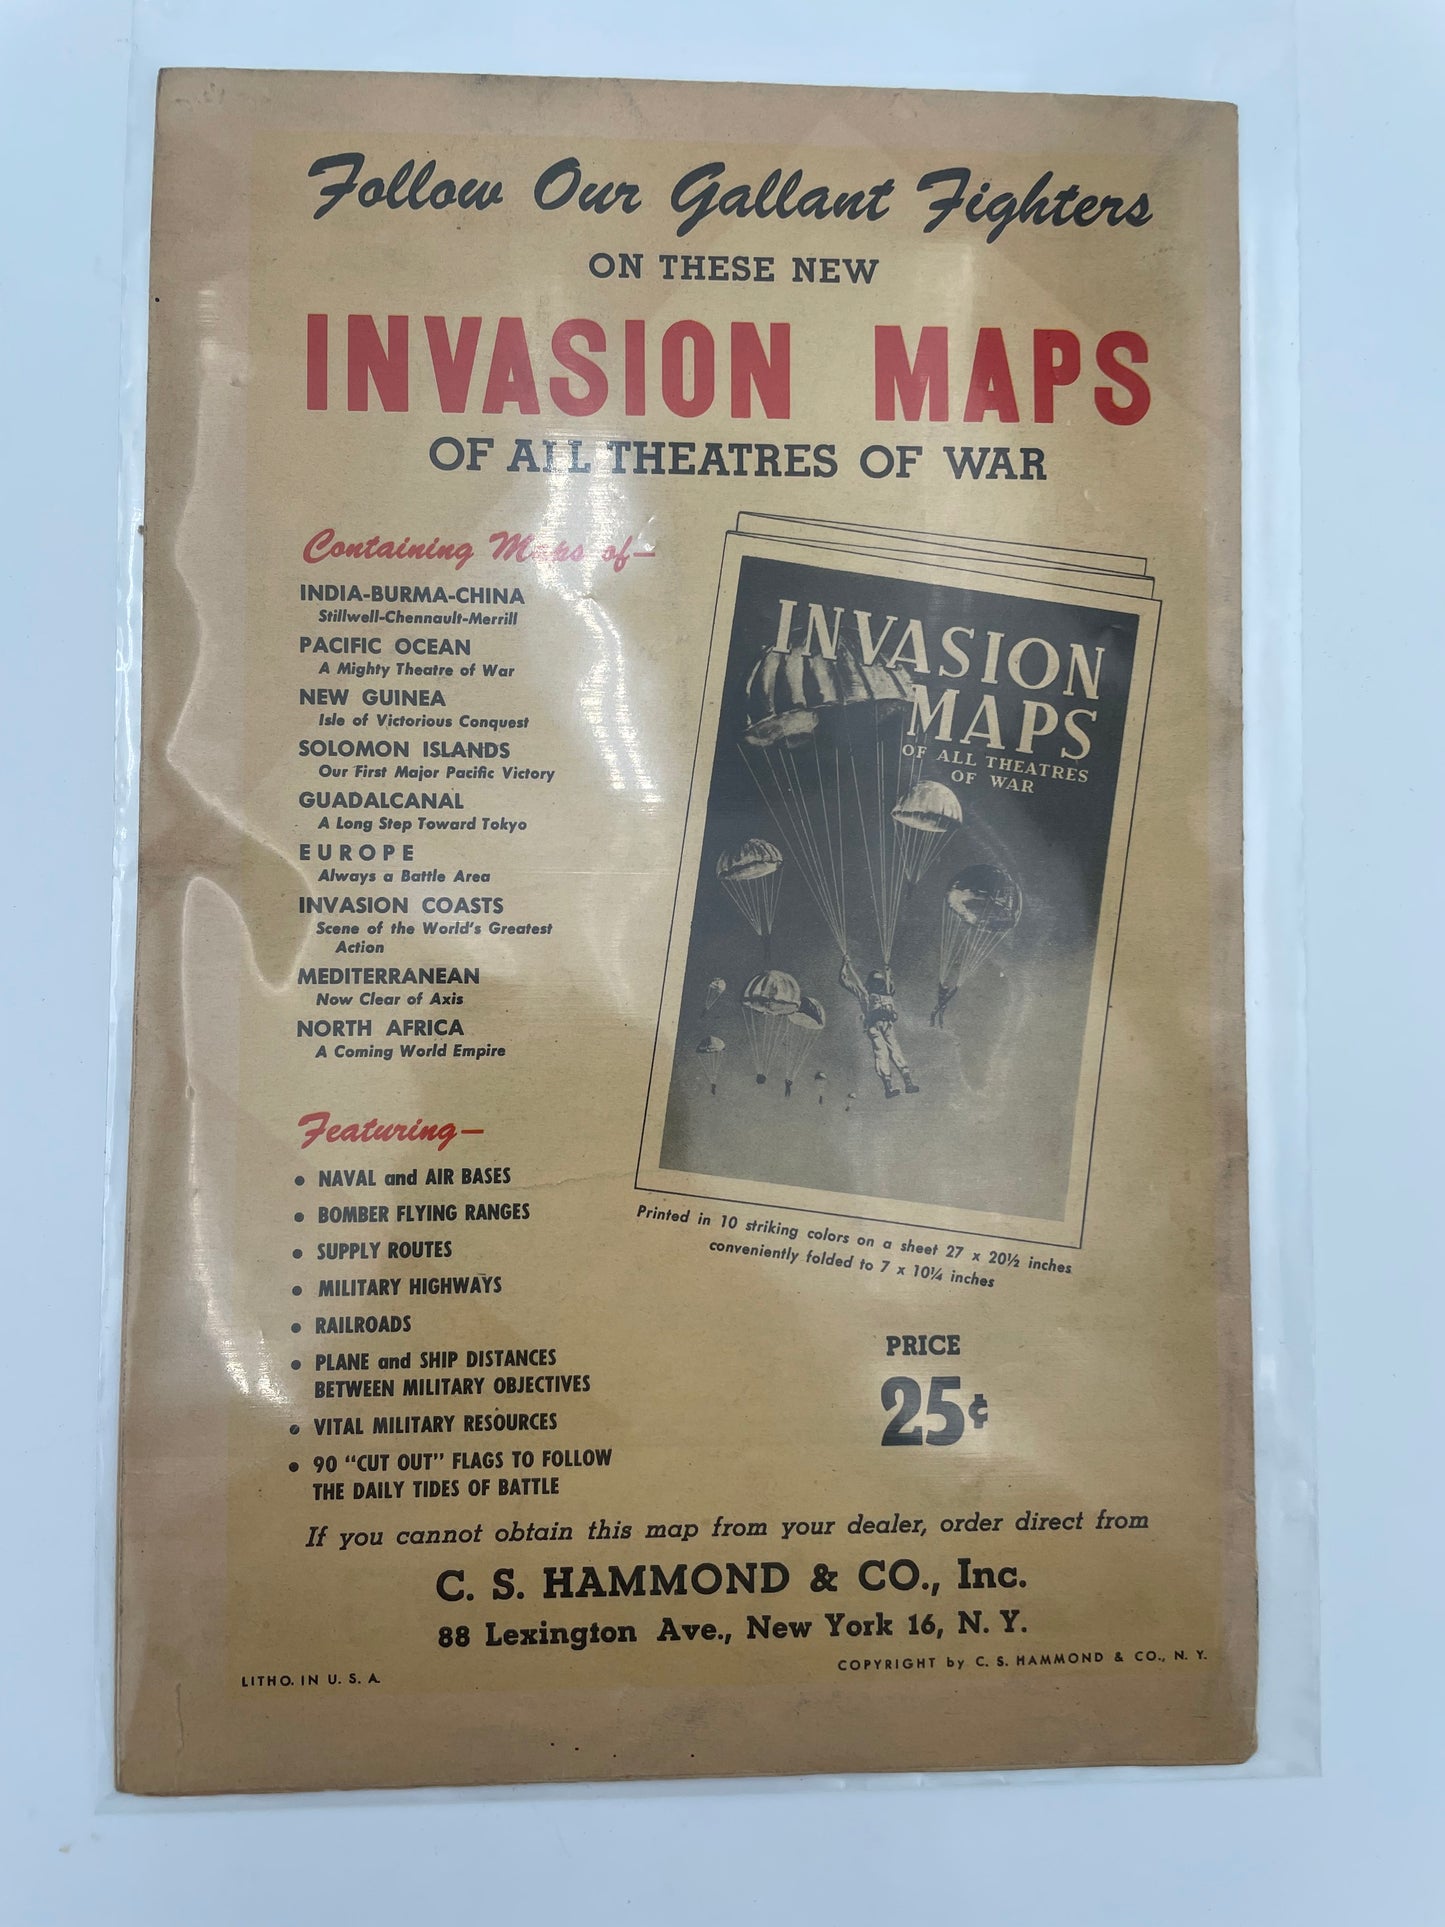 Follow Our Gallant Fighters
ON THESE NEW
INVASION MAPS
OF ALL THEATRES OF WAR
Containing Maps of—
INDIA-BURMA-CHINA
Stillwell-Chennault-Merrill
PACIFIC OCEAN
A Mighty Theatre of War
NEW GUINEA
Isle of Victorious Conquest
SOLOMON ISLANDS
Our First Major Pacific Victory
GUADALCANAL
A Long Step Toward Tokyo
EUROPE
Always a Battle Area
INVASION COASTS
Scene of the World's Greatest
Action
MEDITERRANEAN
Now Clear of Axis
NORTH AFRICA
A Coming World Empire
Featuring—
• NAVAL and AIR BASES
• BOMBER FLYING RANGES
• SUPPLY ROUTES
• MILITARY HIGHWAYS
• RAILROADS
• PLANE and SHIP DISTANCES
BETWEEN MILITARY OBJECTIVES
• VITAL MILITARY RESOURCES
• 90 "CUT OUT" FLAGS TO FOLLOW
THE DAILY TIDES OF BATTLE
INVASION
MAPS
OF ALL THEATRES
OF WAR
Printed in 10 striking colors on a sheet 27 x 20½ inches
conveniently folded to 7 x 10¼ inches
PRICE
25¢
If you cannot obtain this map from your dealer, order direct from
C. S. HAMMOND & CO., Inc.
88 Lexington Ave., New York 16, N. Y.
LITHO. IN U. S. A.
COPYRIGHT by C. S. HAMMOND & CO., N. Y.